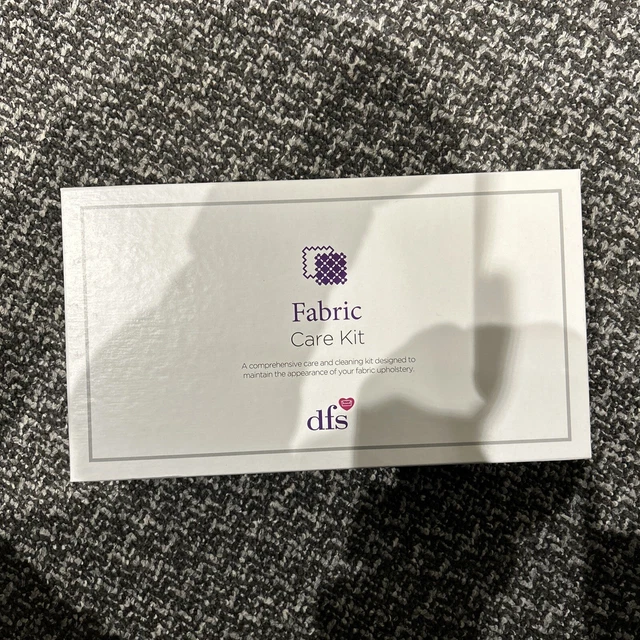 Fabric
Care Kit
A comprehensive care and cleaning kit designed to
maintain the appearance of your fabric upholstery.
dfs